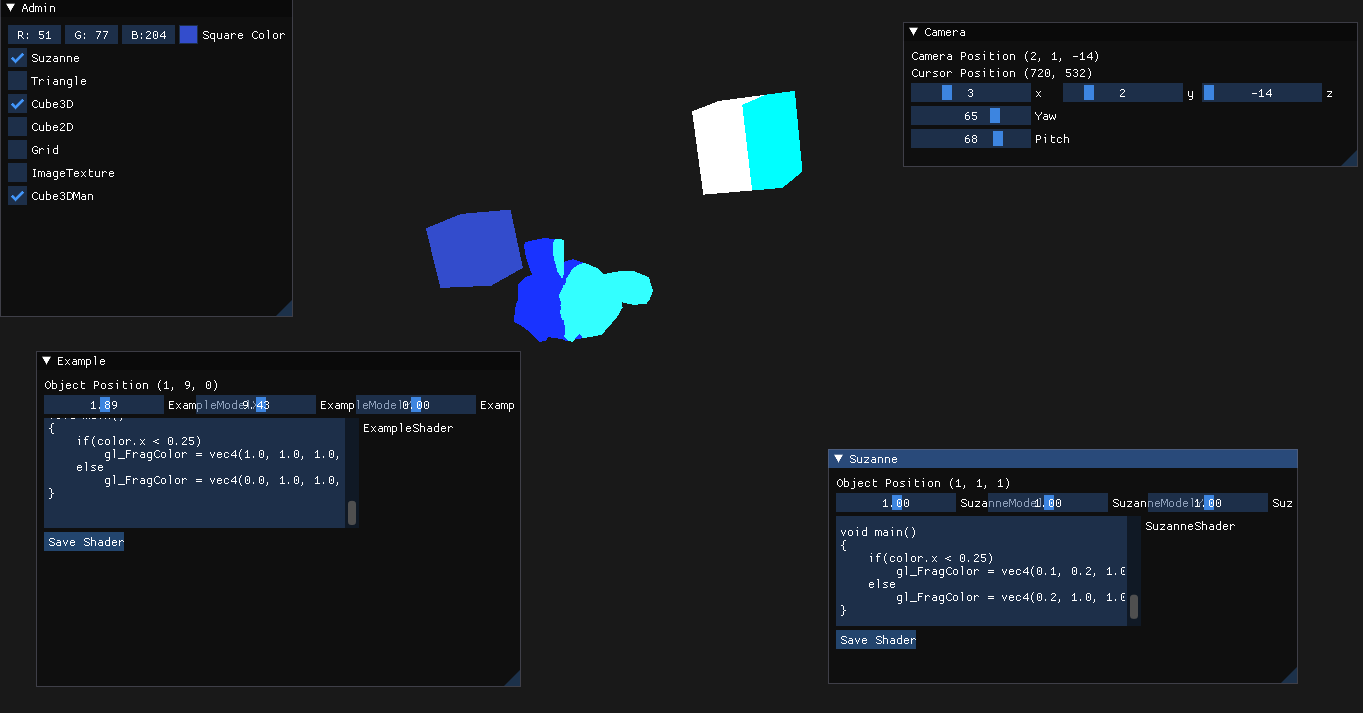 Admin
R: 51 G: 77 B:204 Square Color
Suzanne
Triangle
Cube3D
Cube2D
Grid
ImageTexture
Cube3DMan
Camera
Camera Position (2, 1, -14)
Cursor Position (720, 532)
3 x 2 y -14 z
65 Yaw
68 Pitch
Example
Object Position (1, 9, 0)
1.89 ExampleModel 9.43 ExampleModel 0.00 Examp
{
if(color.x < 0.25)
gl_FragColor = vec4(1.0, 1.0, 1.0,
else
gl_FragColor = vec4(0.0, 1.0, 1.0,
}
ExampleShader
Save Shader
Suzanne
Object Position (1, 1, 1)
1.00 SuzanneModel 1.00 SuzanneModel 1.00 Suz
void main()
{
if(color.x < 0.25)
gl_FragColor = vec4(0.1, 0.2, 1.0
else
gl_FragColor = vec4(0.2, 1.0, 1.0
}
SuzanneShader
Save Shader